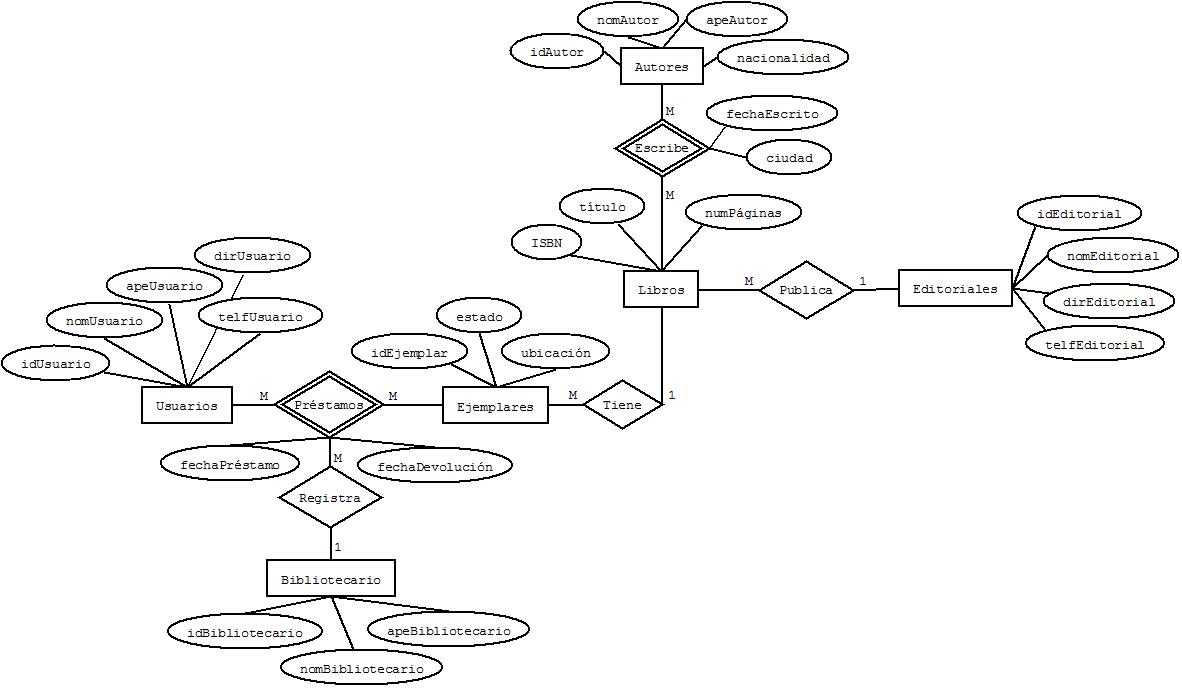 nomAutor
apeAutor
idAutor
Autores
nacionalidad
M
fechaEscrito
Escribe
ciudad
M
título
numPáginas
ISBN
idEditorial
nomEditorial
dirUsuario
apeUsuario
Libros
M
Publica
1
Editoriales
dirEditorial
nomUsuario
telfUsuario
estado
telfEditorial
idUsuario
idEjemplar
ubicación
Usuarios
M
Préstamos
M
Ejemplares
M
Tiene
1
fechaPréstamo
M
fechaDevolución
Registra
1
Bibliotecario
idBibliotecario
apeBibliotecario
nomBibliotecario